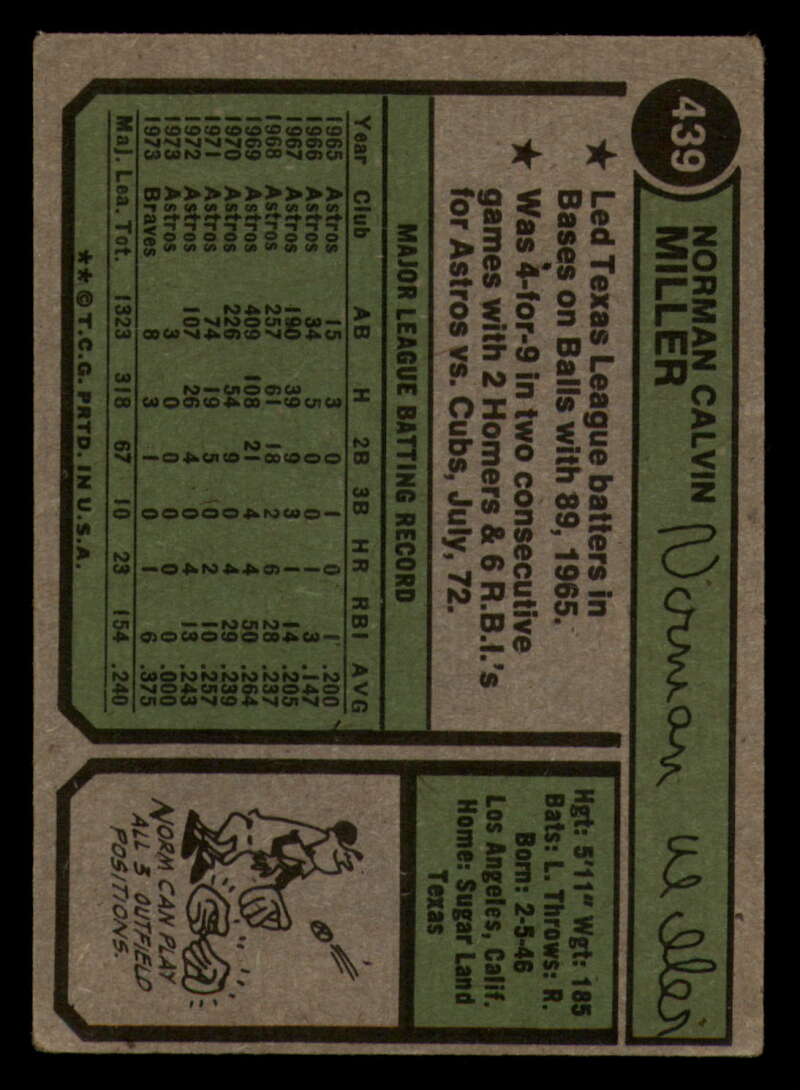 439
NORMAN CALVIN
MILLER
Norman Miller
★ Led Texas League batters in
Bases on Balls with 89, 1965.
★ Was 4-for-9 in two consecutive
games with 2 Homers & 6 R.B.I.'s
for Astros vs. Cubs, July, 72.
Hgt: 5'11" Wgt: 185
Bats: L. Throws: R.
Born: 2-5-46
Los Angeles, Calif.
Home: Sugar Land
Texas
MAJOR LEAGUE BATTING RECORD
Year Club AB H 2B 3B HR RBI AVG
1965 Astros 15 3 0 1 0 1 .200
1966 Astros 34 5 0 0 1 3 .147
1967 Astros 190 39 9 3 1 14 .205
1968 Astros 257 61 18 2 6 28 .237
1969 Astros 409 108 21 4 4 50 .264
1970 Astros 226 54 9 0 4 29 .239
1971 Astros 74 19 5 0 2 10 .257
1972 Astros 107 26 4 0 4 13 .243
1973 Astros 3 0 0 0 0 0 .000
1973 Braves 8 3 1 0 1 6 .375
Maj. Lea. Tot. 1323 318 67 10 23 154 .240
**©T.C.G. PRTD. IN U.S.A.
NORM CAN PLAY
ALL 3 OUTFIELD
POSITIONS.